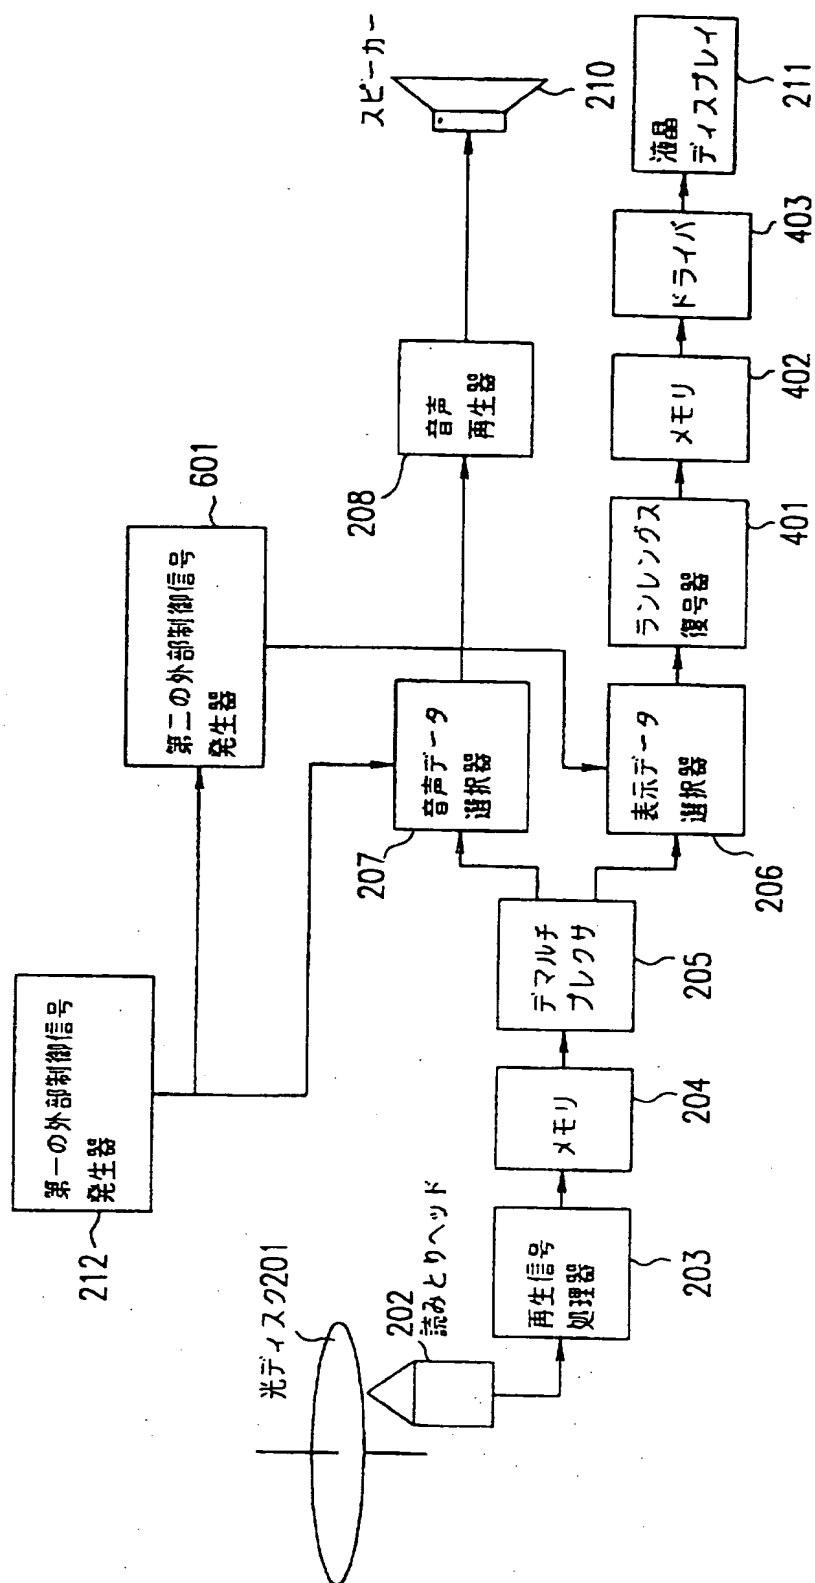 光ディスク201
202
読みとりヘッド
再生信号
処理器
203
メモリ
204
デマルチ
プレクサ
205
第一の外部制御信号
発生器
212
第二の外部制御信号
発生器
601
音声データ
選択器
207
表示データ
選択器
206
音声
再生器
208
スピーカー
210
ランレングス
復号器
401
メモリ
402
ドライバ
403
液晶
ディスプレイ
211